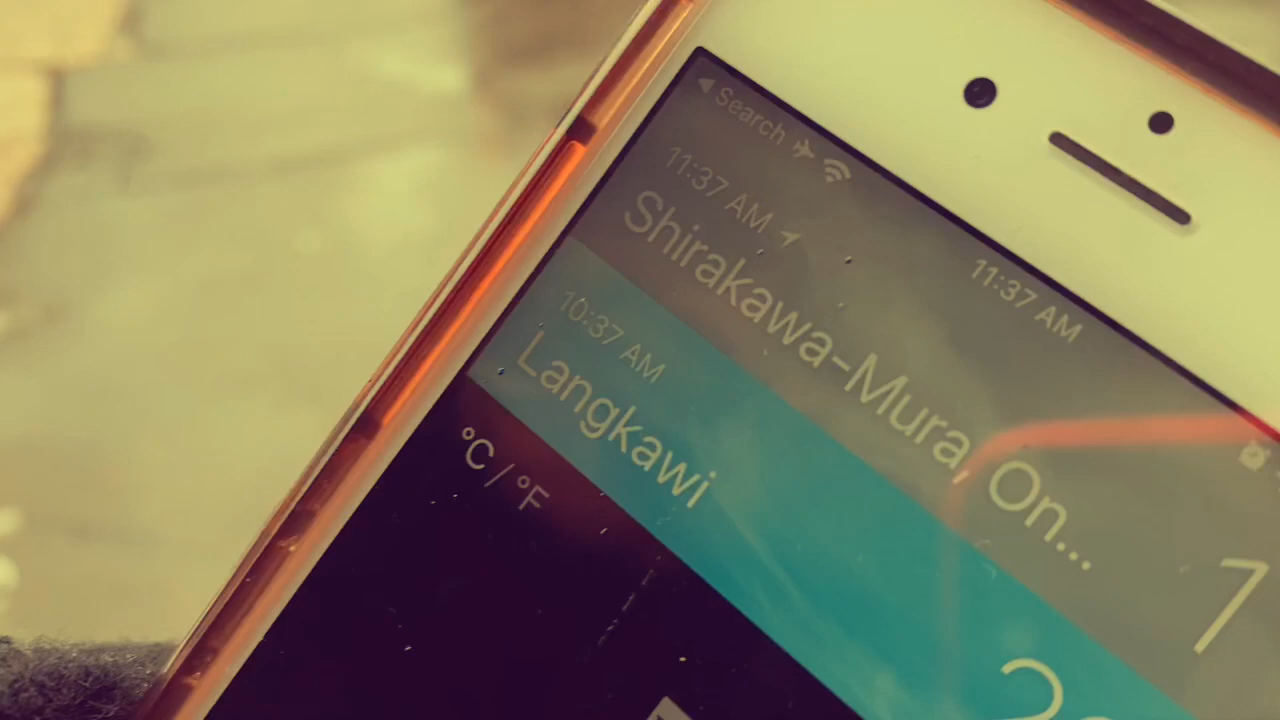 Search
11:37 AM
11:37 AM
Shirakawa-Mura, On...
10:37 AM
Langkawi
°C / °F